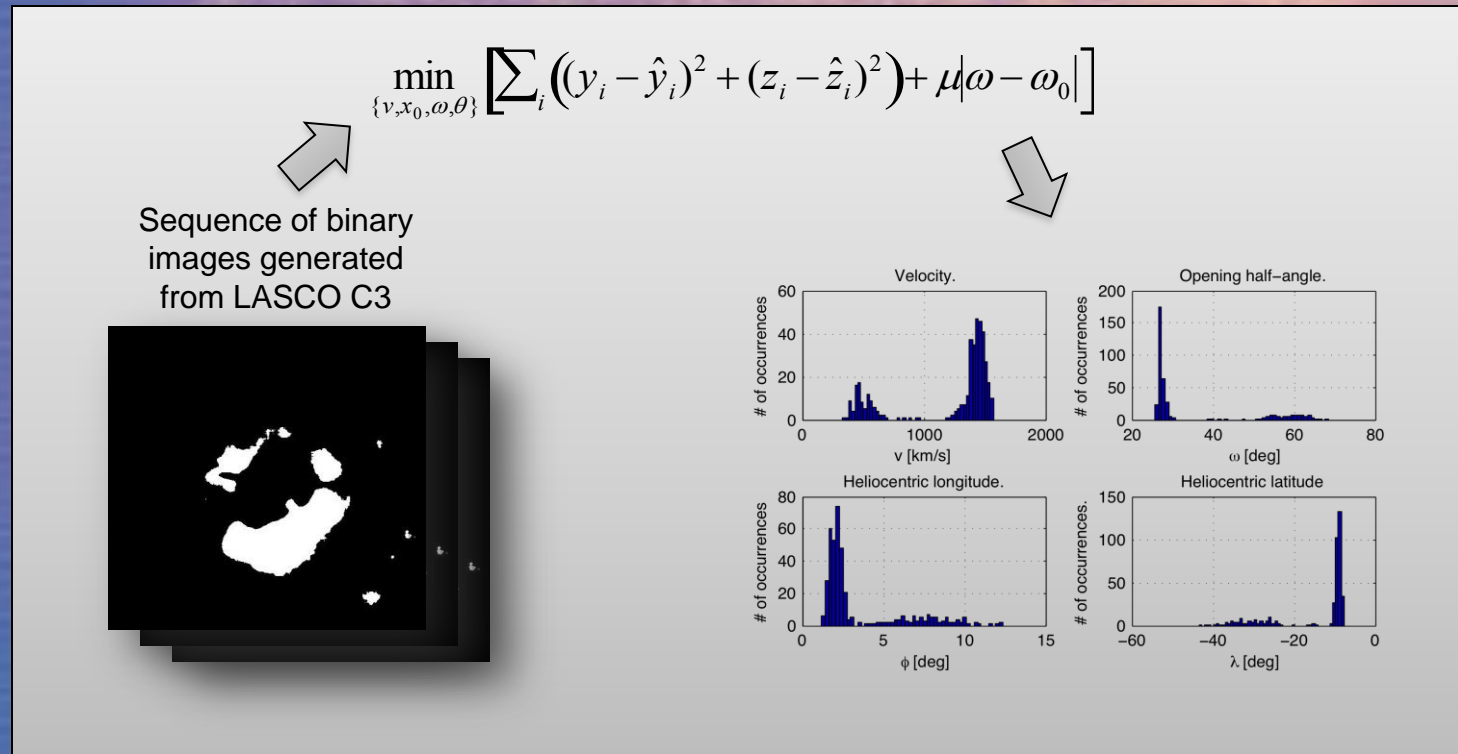 min [∑ᵢ((yᵢ − ŷᵢ)² + (zᵢ − ẑᵢ)²) + μ|ω − ω₀|]
{v,x₀,ω,θ}
Sequence of binary
images generated
from LASCO C3
Velocity.
# of occurrences
60
40
20
0
0 1000 2000
v [km/s]
Opening half−angle.
# of occurrences
200
150
100
50
0
20 40 60 80
ω [deg]
Heliocentric longitude.
# of occurrences
80
60
40
20
0
0 5 10 15
ϕ [deg]
Heliocentric latitude
# of occurrences.
150
100
50
0
−60 −40 −20 0
λ [deg]